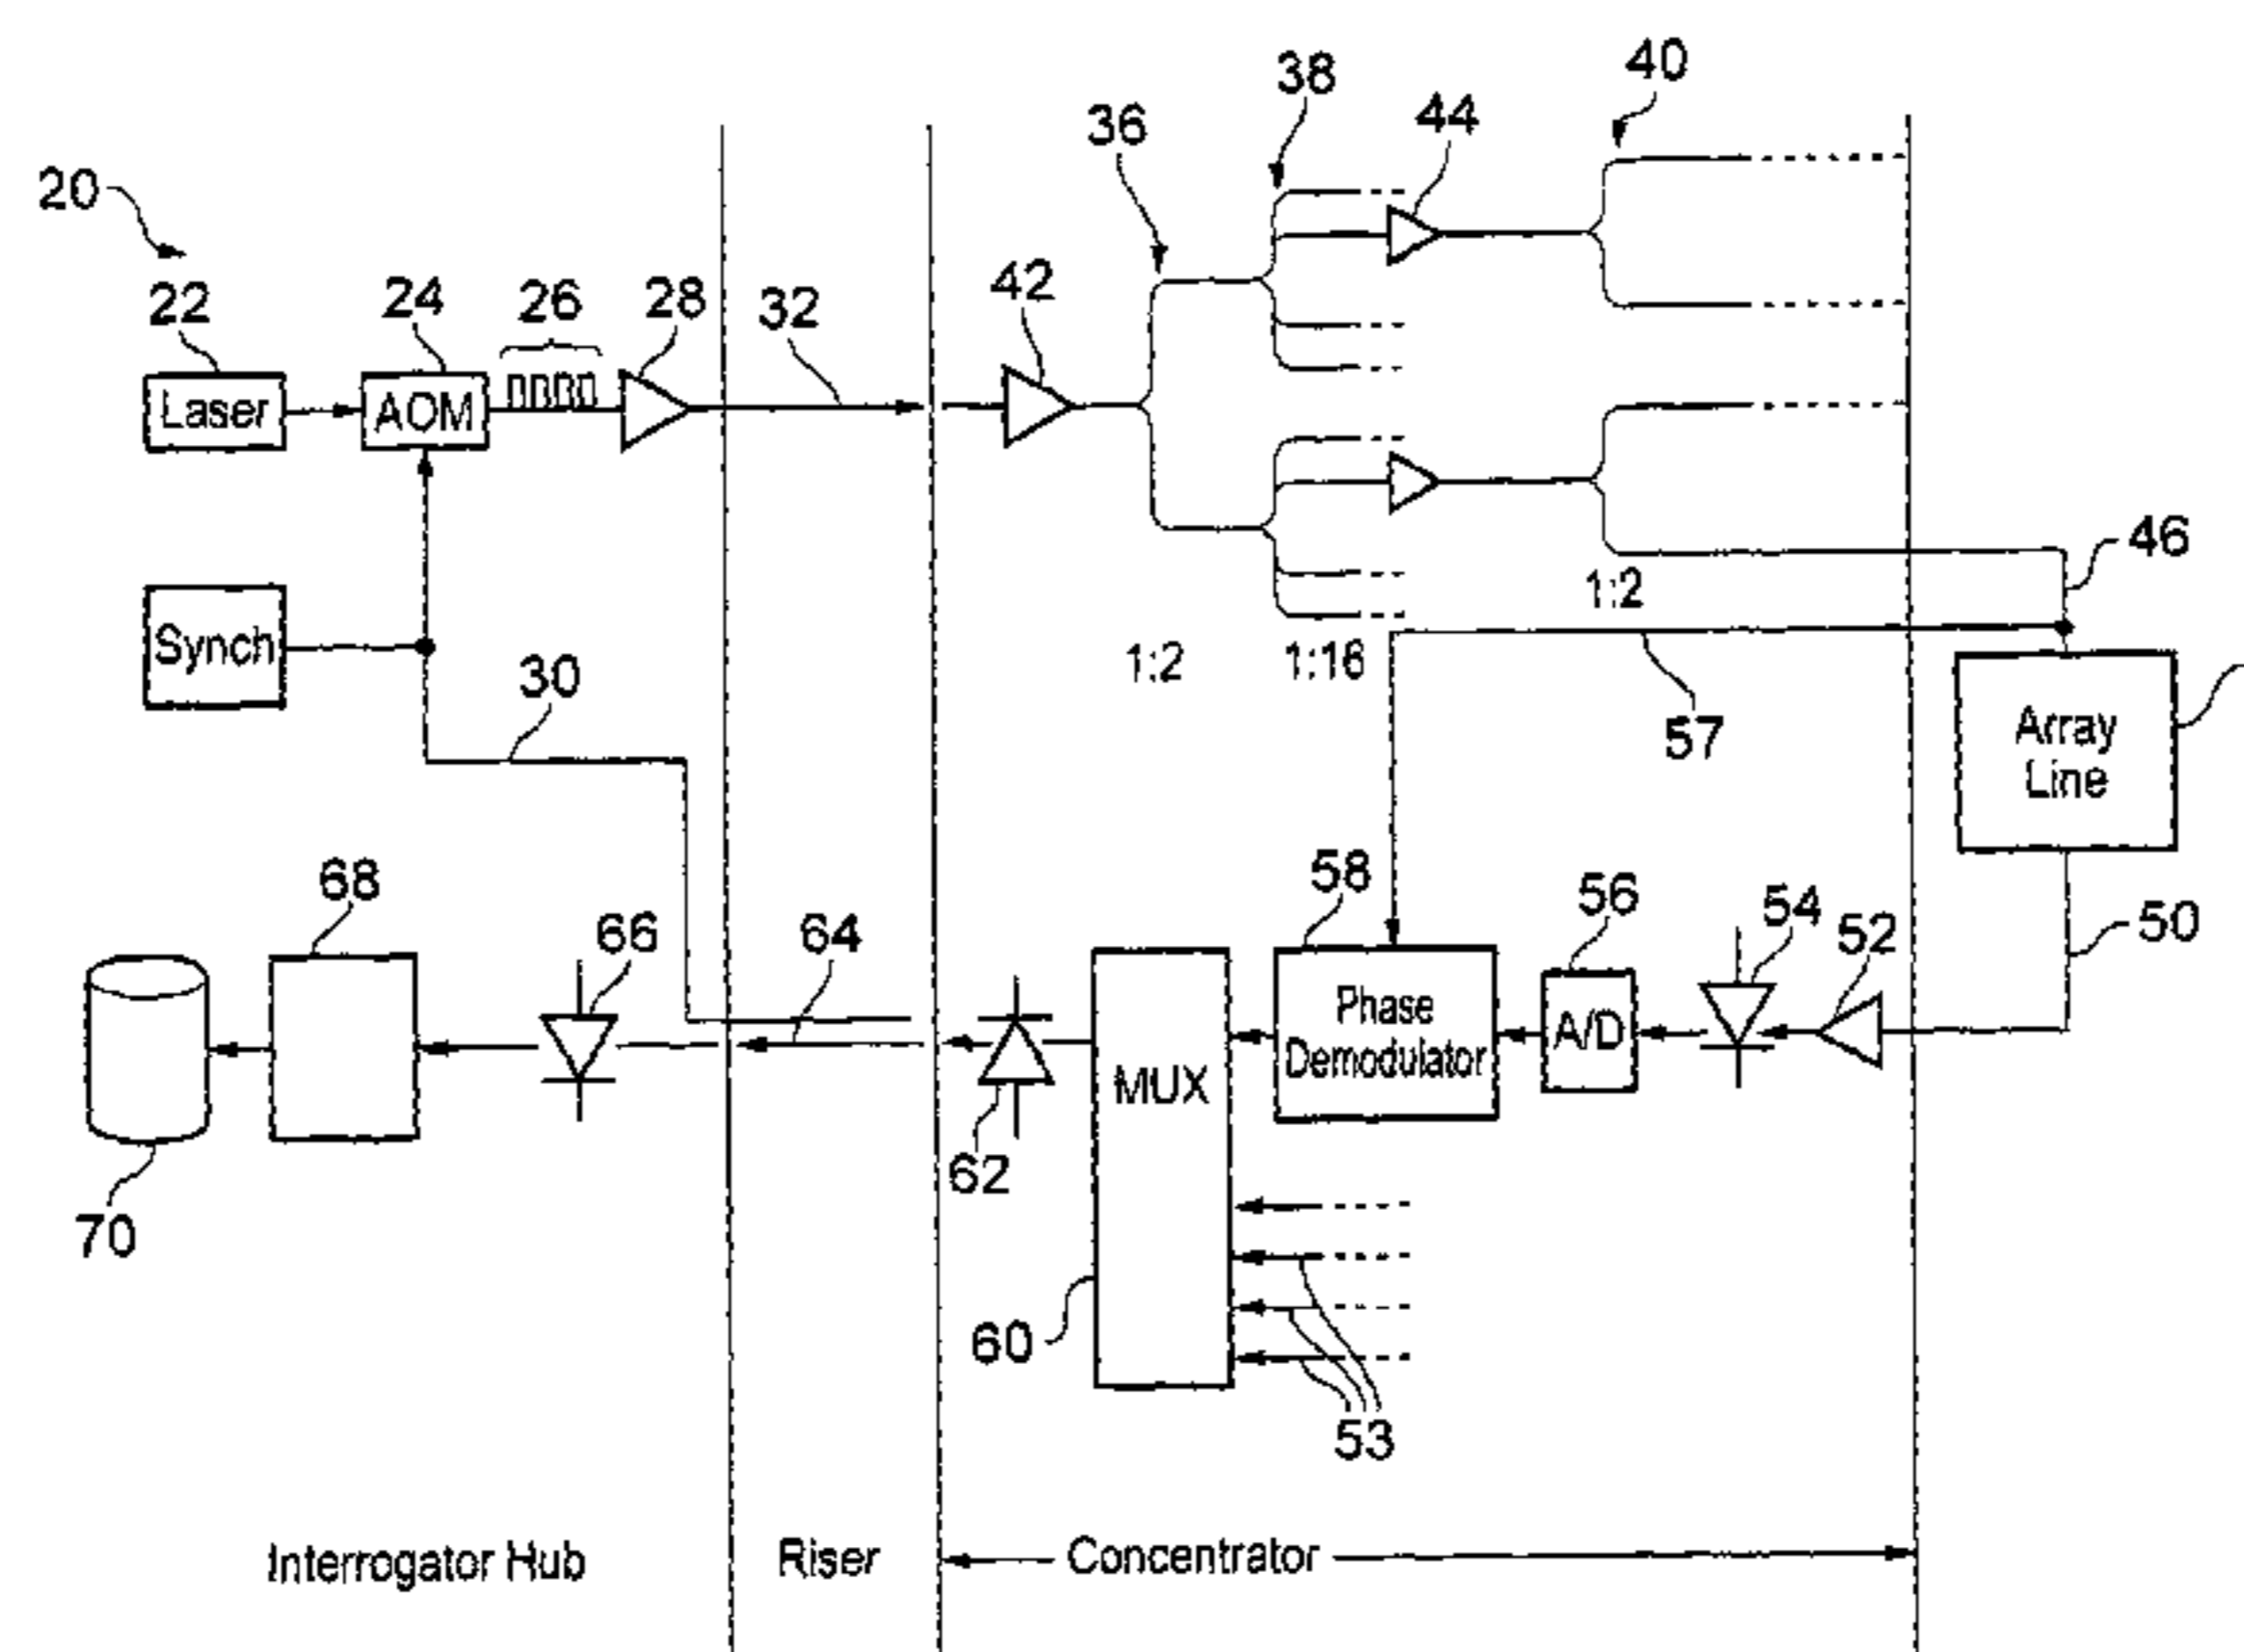 40
38
44
36
20
42
24
26
28
32
22
Laser
AOM
46
1:2
Synch
1:2
1:16
30
57
Array
Line
68
58
56
54
52
50
66
64
Phase
Demodulator
A/D
MUX
62
70
60
53
Interrogator Hub
Riser
Concentrator